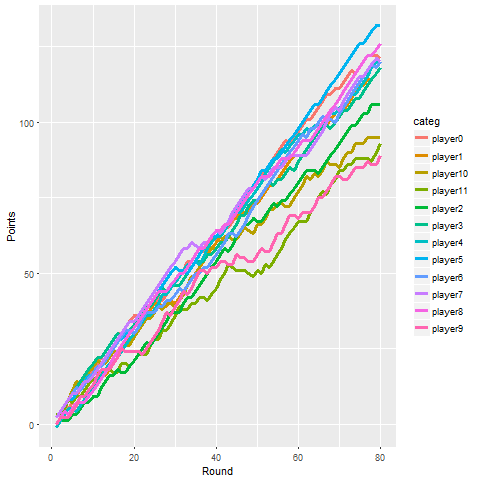 100
50
0
Points
0
20
40
60
80
Round
categ
player0
player1
player10
player11
player2
player3
player4
player5
player6
player7
player8
player9